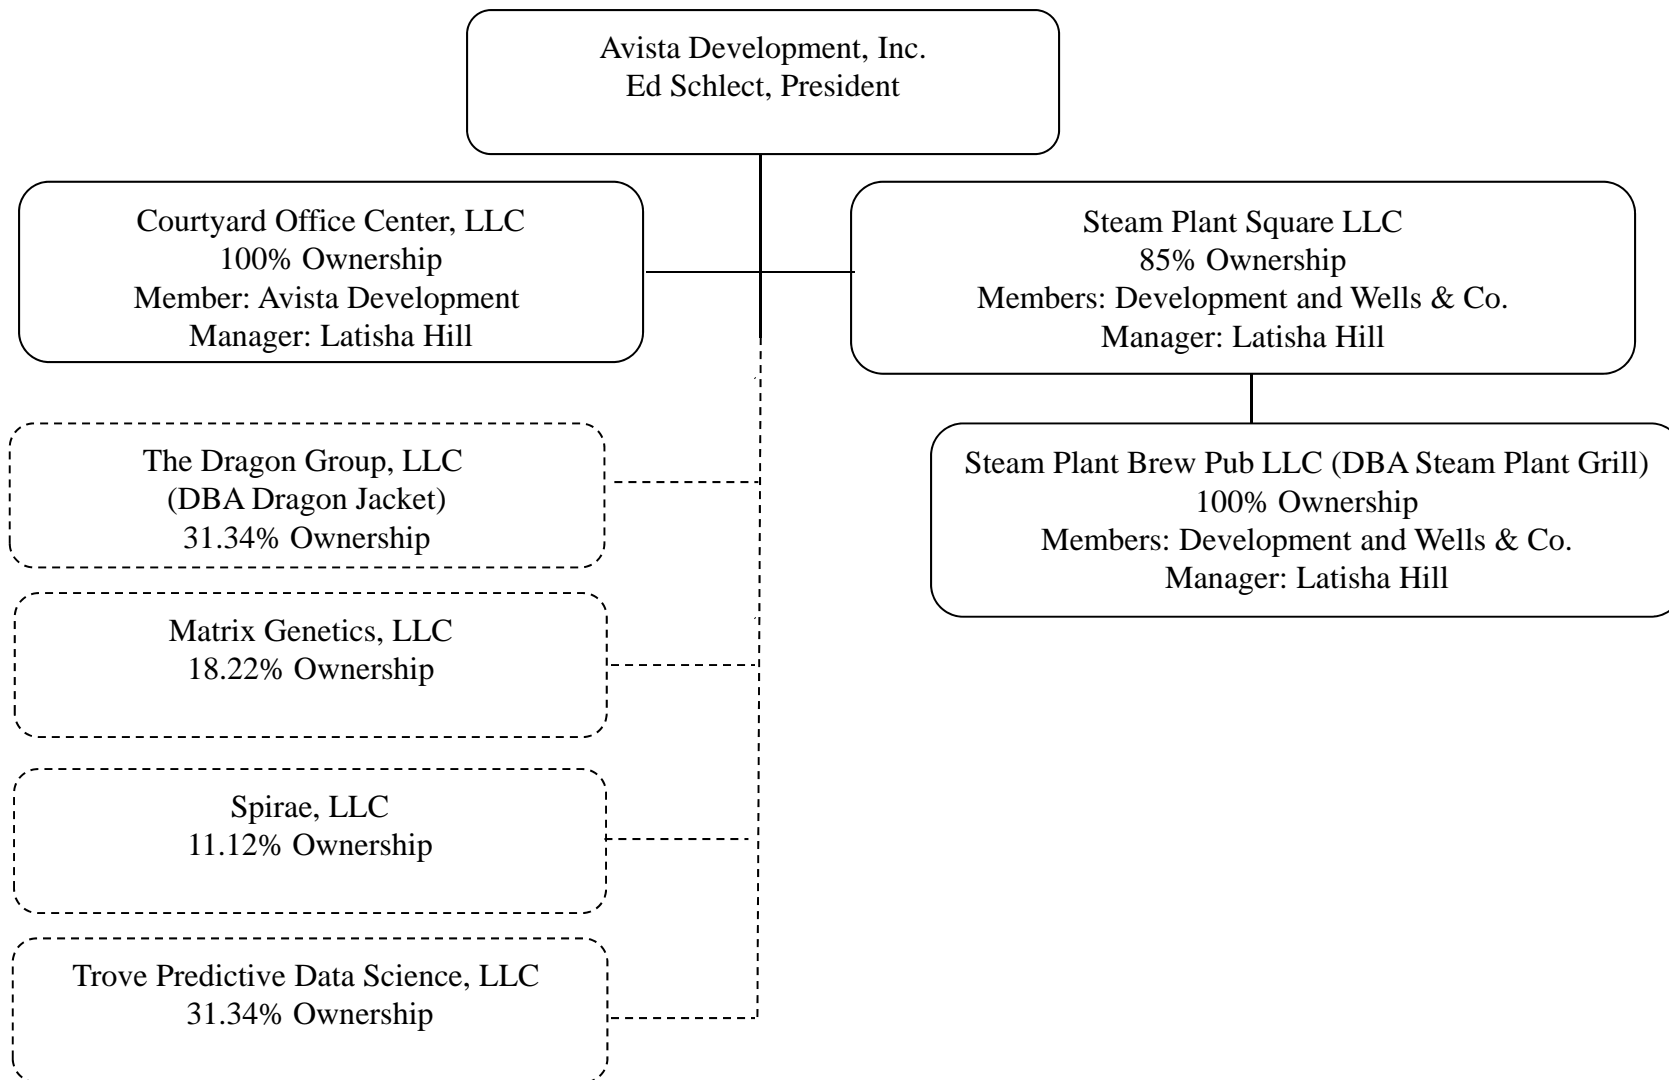 Avista Development, Inc.
Ed Schlect, President
Courtyard Office Center, LLC
100% Ownership
Member: Avista Development
Manager: Latisha Hill
Steam Plant Square LLC
85% Ownership
Members: Development and Wells & Co.
Manager: Latisha Hill
The Dragon Group, LLC
(DBA Dragon Jacket)
31.34% Ownership
Steam Plant Brew Pub LLC (DBA Steam Plant Grill)
100% Ownership
Members: Development and Wells & Co.
Manager: Latisha Hill
Matrix Genetics, LLC
18.22% Ownership
Spirae, LLC
11.12% Ownership
Trove Predictive Data Science, LLC
31.34% Ownership